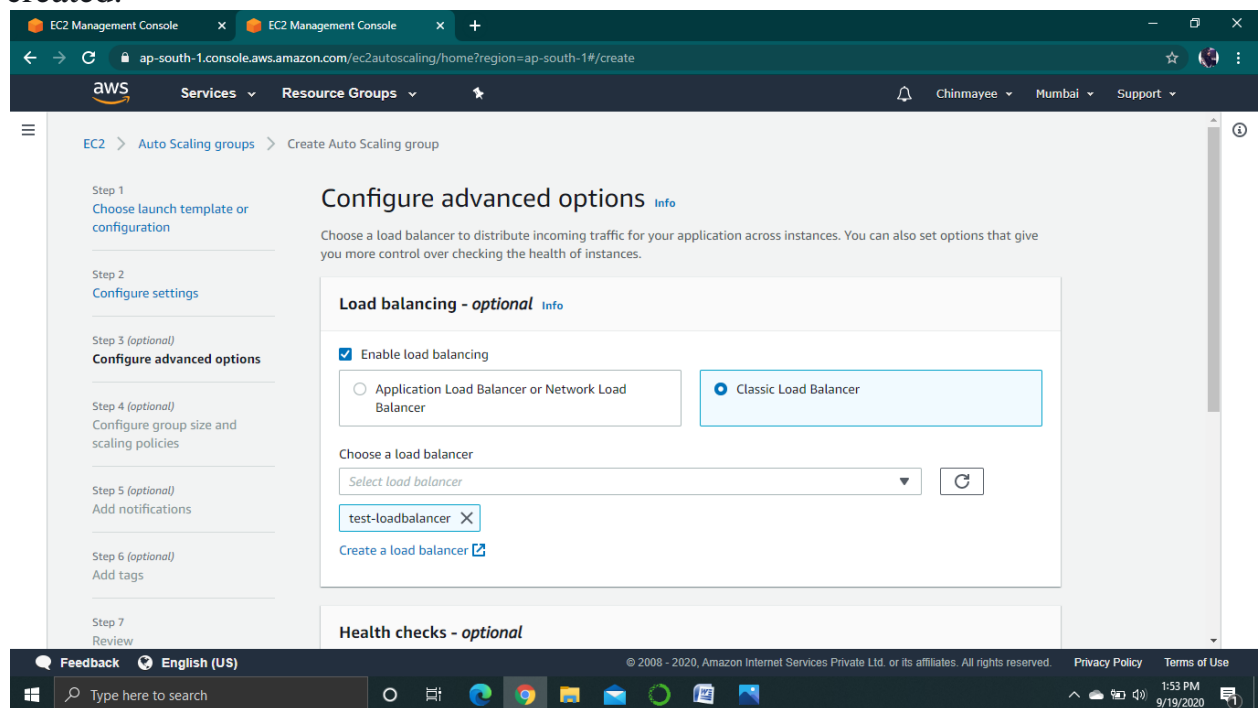 created.
EC2 Management Console
EC2 Management Console
ap-south-1.console.aws.amazon.com/ec2autoscaling/home?region=ap-south-1#/create
aws Services Resource Groups Chinmayee Mumbai Support
EC2 > Auto Scaling groups > Create Auto Scaling group
Step 1
Choose launch template or
configuration
Step 2
Configure settings
Step 3 (optional)
Configure advanced options
Step 4 (optional)
Configure group size and
scaling policies
Step 5 (optional)
Add notifications
Step 6 (optional)
Add tags
Step 7
Review
Configure advanced options Info
Choose a load balancer to distribute incoming traffic for your application across instances. You can also set options that give
you more control over checking the health of instances.
Load balancing - optional Info
Enable load balancing
Application Load Balancer or Network Load
Balancer
Classic Load Balancer
Choose a load balancer
Select load balancer
test-loadbalancer
Create a load balancer
Health checks - optional
Feedback English (US) © 2008 - 2020, Amazon Internet Services Private Ltd. or its affiliates. All rights reserved. Privacy Policy Terms of Use
Type here to search
1:53 PM
9/19/2020